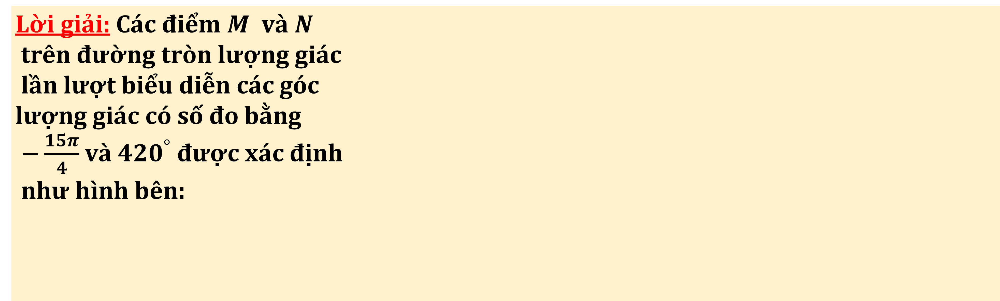 Lời giải: Các điểm M và N
trên đường tròn lượng giác
lần lượt biểu diễn các góc
lượng giác có số đo bằng
−15π/4 và 420° được xác định
như hình bên: